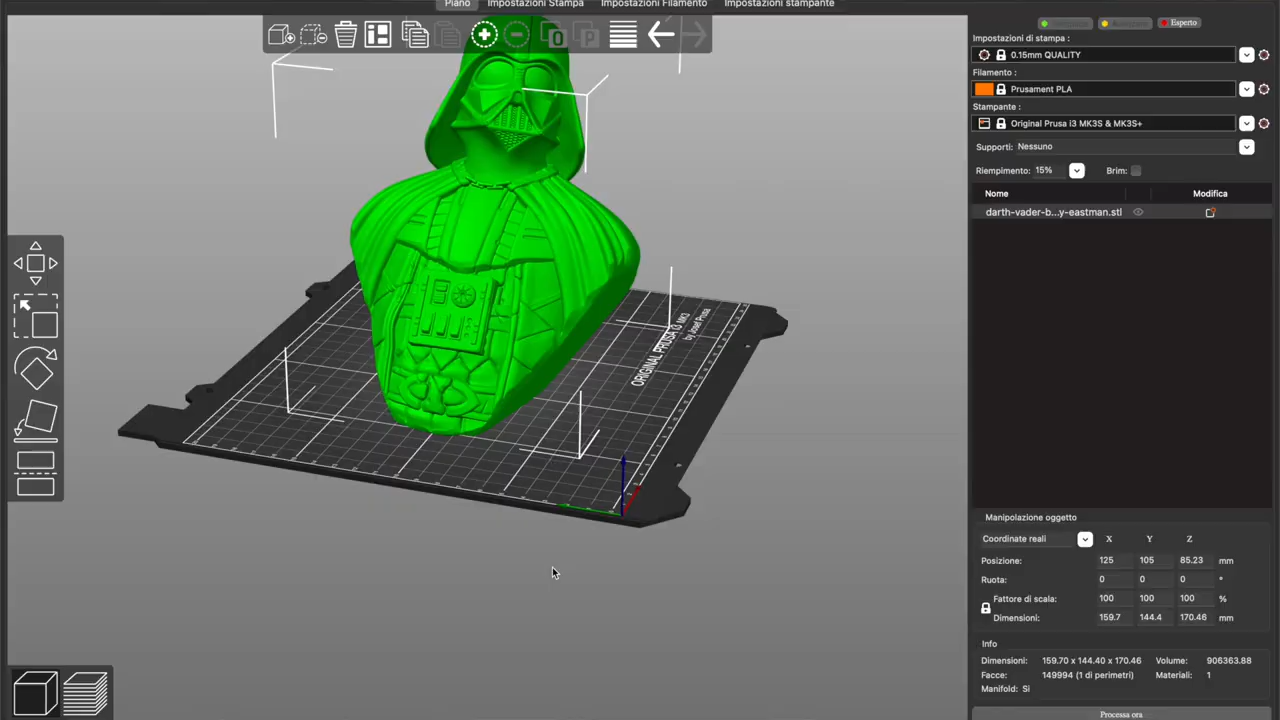 Piano Impostazioni Stampa Impostazioni Filamento Impostazioni stampante
Esperto
Impostazioni di stampa:
0.15mm QUALITY
Filamento :
Prusament PLA
Stampante :
Original Prusa i3 MK3S & MK3S+
Supporti: Nessuno
Riempimento: 15% Brim:
Nome Modifica
darth-vader-b...y-eastman.stl
ORIGINAL PRUSA i3 MK3
by Josef Prusa
Manipolazione oggetto
Coordinate reali X Y Z
Posizione: 125 105 85.23 mm
Ruota: 0 0 0 °
Fattore di scala: 100 100 100 %
Dimensioni: 159.7 144.4 170.46 mm
Info
Dimensioni: 159.70 x 144.40 x 170.46 Volume: 906363.88
Facce: 149994 (1 di perimetri) Materiali: 1
Manifold: Si
Processa ora